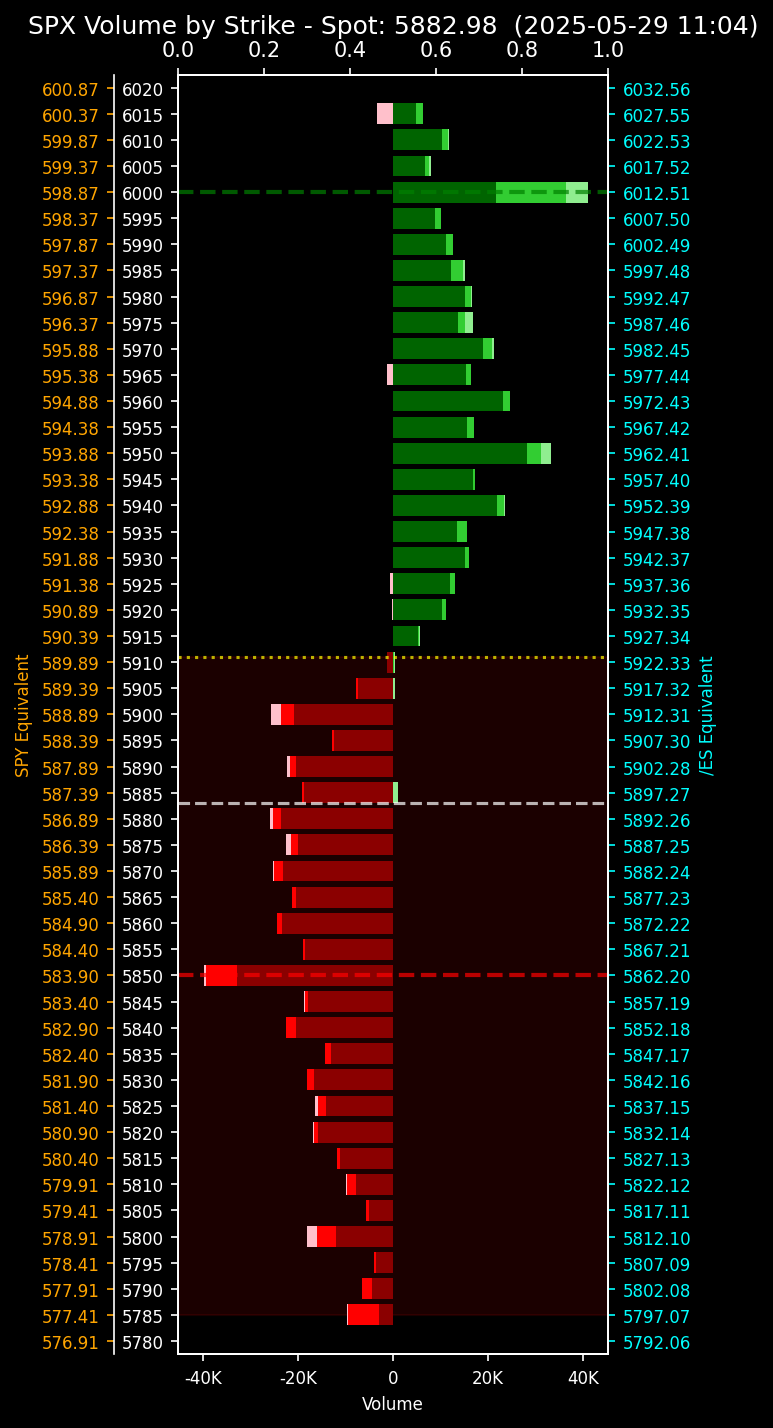 SPX Volume by Strike - Spot: 5882.98 (2025-05-29 11:04)
0.0 0.2 0.4 0.6 0.8 1.0
600.87 6020 6032.56
600.37 6015 6027.55
599.87 6010 6022.53
599.37 6005 6017.52
598.87 6000 6012.51
598.37 5995 6007.50
597.87 5990 6002.49
597.37 5985 5997.48
596.87 5980 5992.47
596.37 5975 5987.46
595.88 5970 5982.45
595.38 5965 5977.44
594.88 5960 5972.43
594.38 5955 5967.42
593.88 5950 5962.41
593.38 5945 5957.40
592.88 5940 5952.39
592.38 5935 5947.38
591.88 5930 5942.37
591.38 5925 5937.36
590.89 5920 5932.35
590.39 5915 5927.34
589.89 5910 5922.33
589.39 5905 5917.32
588.89 5900 5912.31
588.39 5895 5907.30
587.89 5890 5902.28
587.39 5885 5897.27
586.89 5880 5892.26
586.39 5875 5887.25
585.89 5870 5882.24
585.40 5865 5877.23
584.90 5860 5872.22
584.40 5855 5867.21
583.90 5850 5862.20
583.40 5845 5857.19
582.90 5840 5852.18
582.40 5835 5847.17
581.90 5830 5842.16
581.40 5825 5837.15
580.90 5820 5832.14
580.40 5815 5827.13
579.91 5810 5822.12
579.41 5805 5817.11
578.91 5800 5812.10
578.41 5795 5807.09
577.91 5790 5802.08
577.41 5785 5797.07
576.91 5780 5792.06
SPY Equivalent
/ES Equivalent
-40K -20K 0 20K 40K
Volume